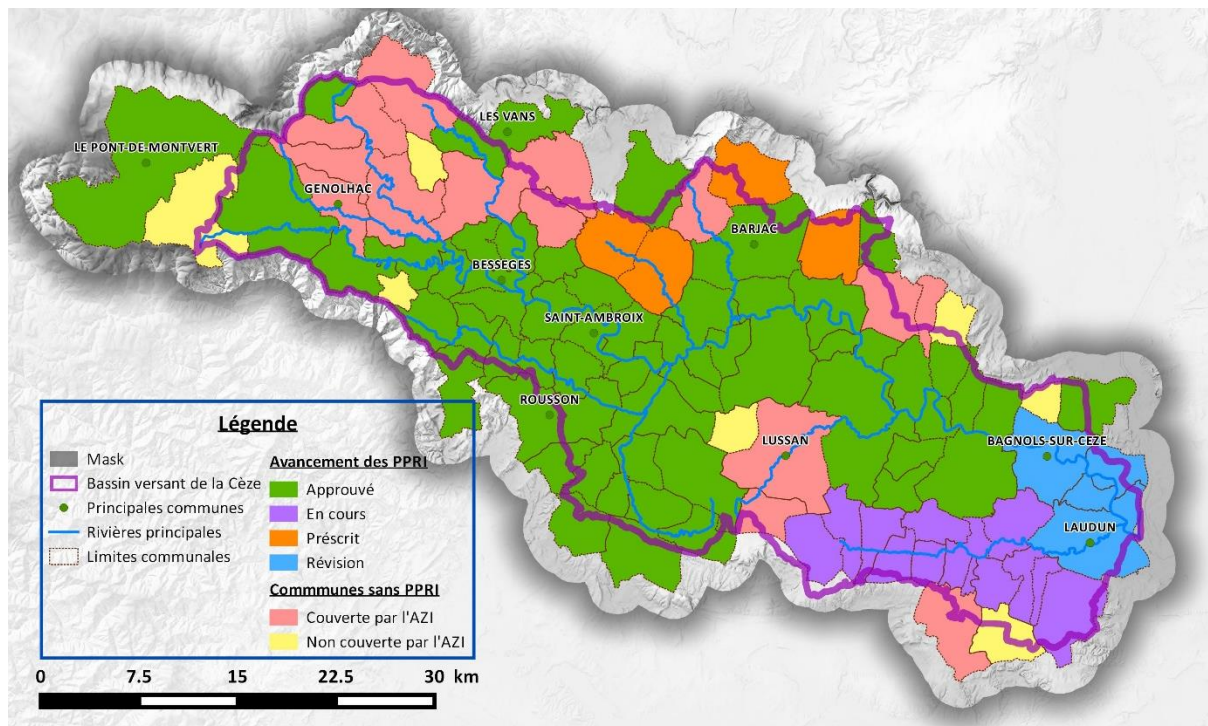 LES VANS
LE PONT-DE-MONTVERT
GENOLHAC
BARJAC
BESSEGES
SAINT-AMBROIX
ROUSSON
LUSSAN
BAGNOLS-SUR-CEZE
LAUDUN
Légende
Mask
Bassin versant de la Cèze
Principales communes
Rivières principales
Limites communales
Avancement des PPRI
Approuvé
En cours
Préscrit
Révision
Commmunes sans PPRI
Couverte par l'AZI
Non couverte par l'AZI
0 7.5 15 22.5 30 km